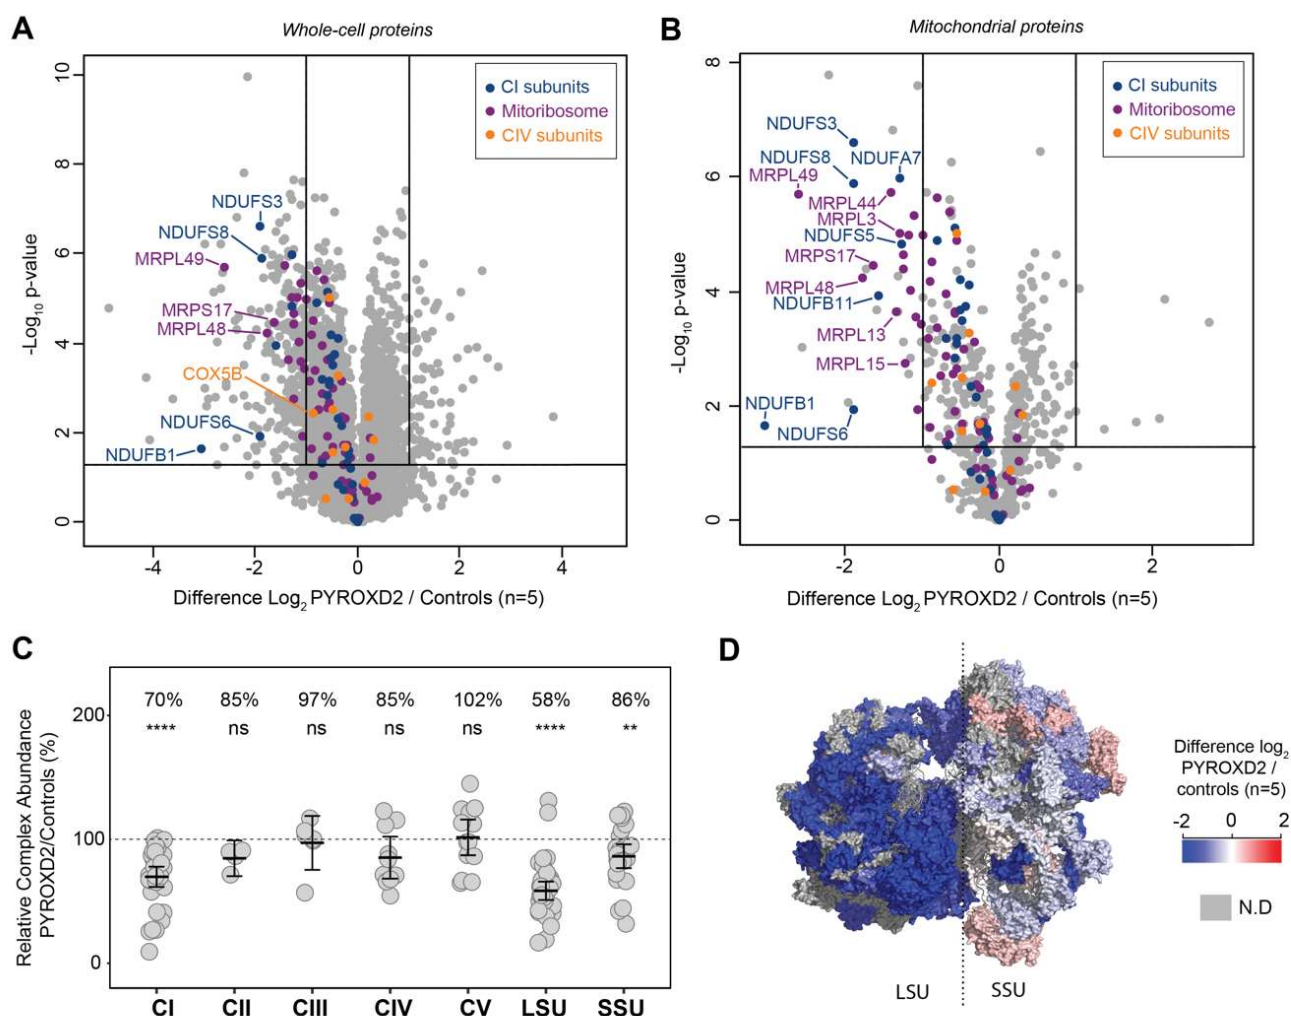 A
Whole-cell proteins
CI subunits
Mitoribosome
CIV subunits
NDUFS3
NDUFS8
MRPL49
MRPS17
MRPL48
COX5B
NDUFS6
NDUFB1
-Log10 p-value
10
8
6
4
2
0
-4
-2
0
2
4
Difference Log2 PYROXD2 / Controls (n=5)
B
Mitochondrial proteins
CI subunits
Mitoribosome
CIV subunits
NDUFS3
NDUFS8
NDUFA7
MRPL49
MRPL44
MRPL3
NDUFS5
MRPS17
MRPL48
NDUFB11
MRPL13
MRPL15
NDUFB1
NDUFS6
-Log10 p-value
8
6
4
2
0
-2
0
2
Difference Log2 PYROXD2 / Controls (n=5)
C
Relative Complex Abundance
PYROXD2/Controls (%)
200
100
0
70% 85% 97% 85% 102% 58% 86%
**** ns ns ns ns **** **
CI CII CIII CIV CV LSU SSU
D
LSU SSU
Difference log2
PYROXD2 /
controls (n=5)
-2 0 2
N.D